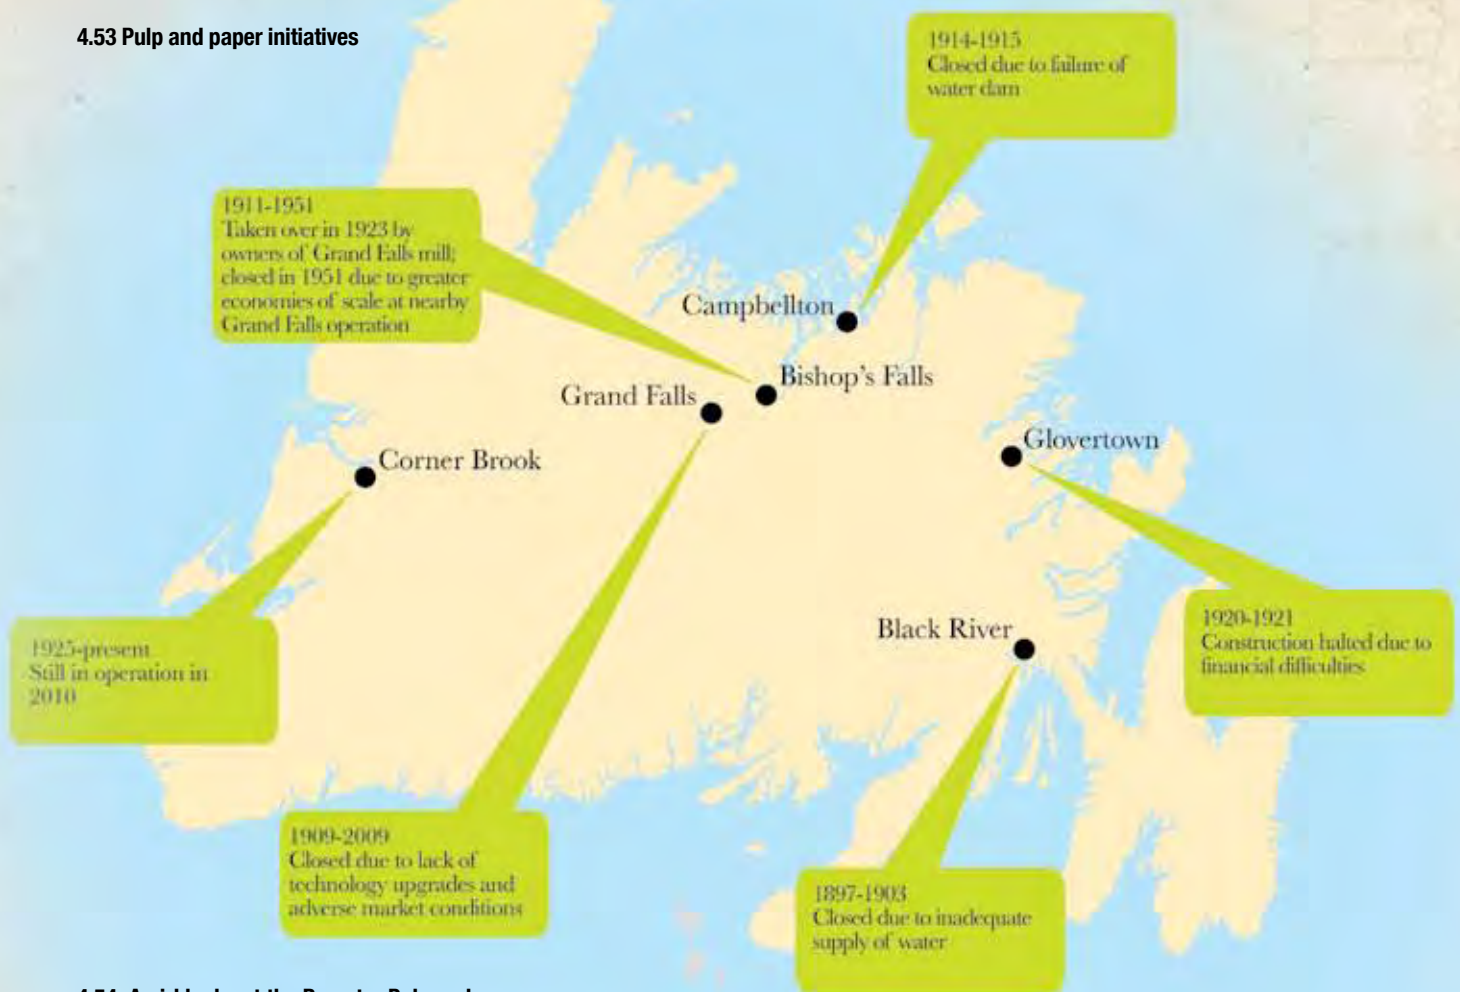 4.53 Pulp and paper initiatives
1914-1915
Closed due to failure of
water dam
1911-1951
Taken over in 1923 by
owners of Grand Falls mill;
closed in 1951 due to greater
economies of scale at nearby
Grand Falls operation
Campbellton
Bishop's Falls
Grand Falls
Glovertown
Corner Brook
1920-1921
Construction halted due to
financial difficulties
Black River
1925-present
Still in operation in
2010
1909-2009
Closed due to lack of
technology upgrades and
adverse market conditions
1897-1903
Closed due to inadequate
supply of water